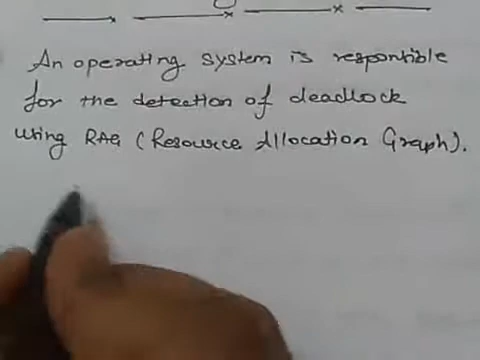 An operating system is responsible
for the detection of deadlock
using RAG (Resource Allocation Graph).